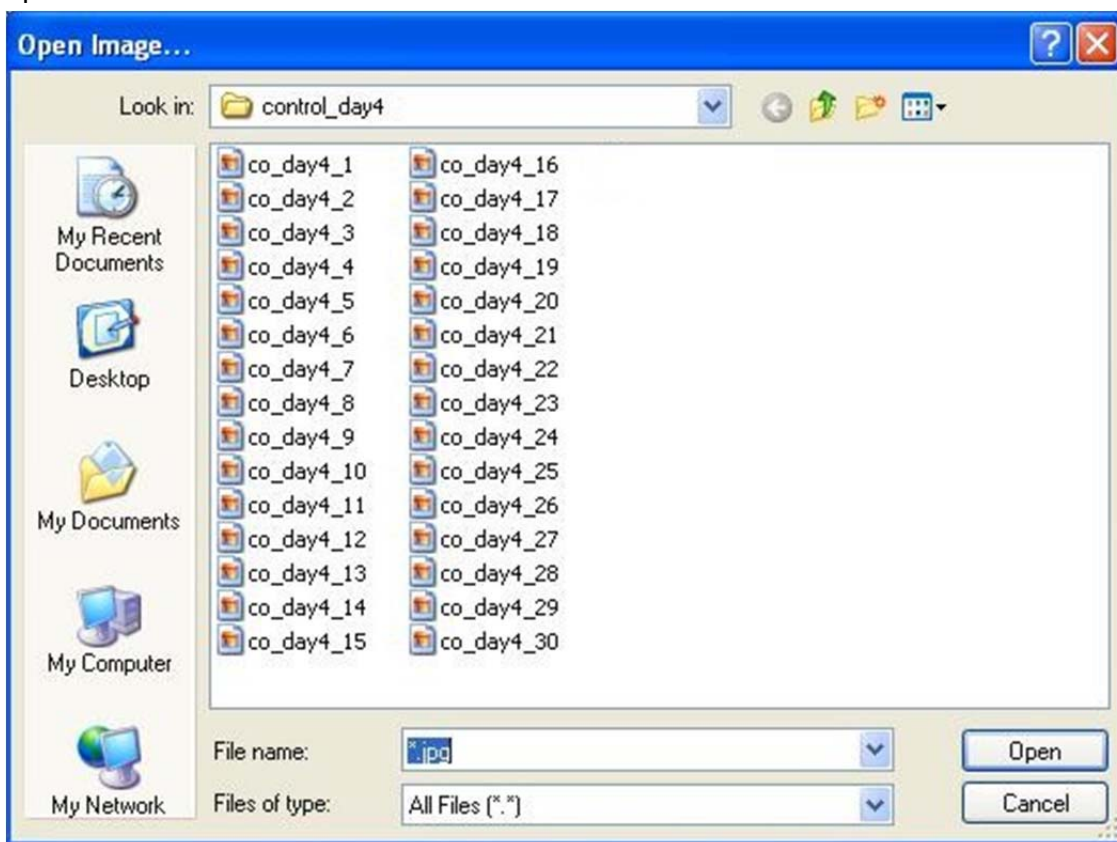 Open Image...
Look in:
control_day4
My Recent
Documents
Desktop
My Documents
My Computer
My Network
co_day4_1
co_day4_2
co_day4_3
co_day4_4
co_day4_5
co_day4_6
co_day4_7
co_day4_8
co_day4_9
co_day4_10
co_day4_11
co_day4_12
co_day4_13
co_day4_14
co_day4_15
co_day4_16
co_day4_17
co_day4_18
co_day4_19
co_day4_20
co_day4_21
co_day4_22
co_day4_23
co_day4_24
co_day4_25
co_day4_26
co_day4_27
co_day4_28
co_day4_29
co_day4_30
File name:
*.jpg
Open
Files of type:
All Files (*.*)
Cancel